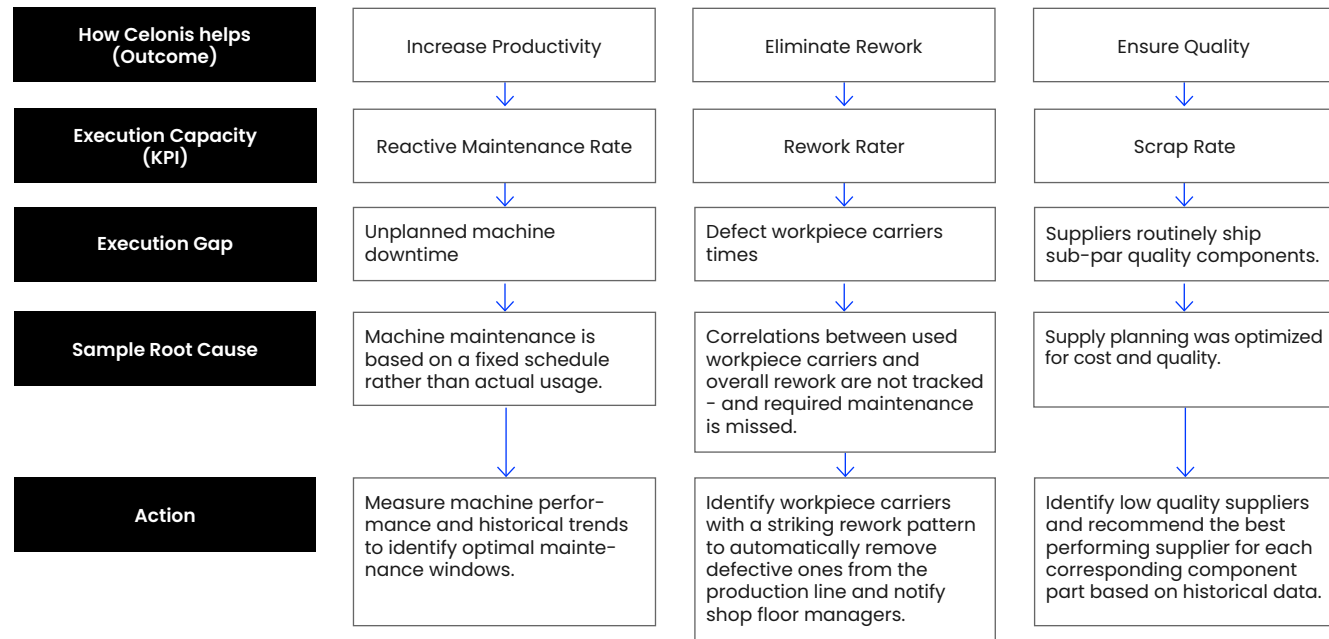 How Celonis helps
(Outcome)
Increase Productivity
Eliminate Rework
Ensure Quality
Execution Capacity
(KPI)
Reactive Maintenance Rate
Rework Rater
Scrap Rate
Execution Gap
Unplanned machine
downtime
Defect workpiece carriers
times
Suppliers routinely ship
sub-par quality components.
Sample Root Cause
Machine maintenance is
based on a fixed schedule
rather than actual usage.
Correlations between used
workpiece carriers and
overall rework are not tracked
- and required maintenance
is missed.
Supply planning was optimized
for cost and quality.
Action
Measure machine perfor-
mance and historical trends
to identify optimal mainte-
nance windows.
Identify workpiece carriers
with a striking rework pattern
to automatically remove
defective ones from the
production line and notify
shop floor managers.
Identify low quality suppliers
and recommend the best
performing supplier for each
corresponding component
part based on historical data.